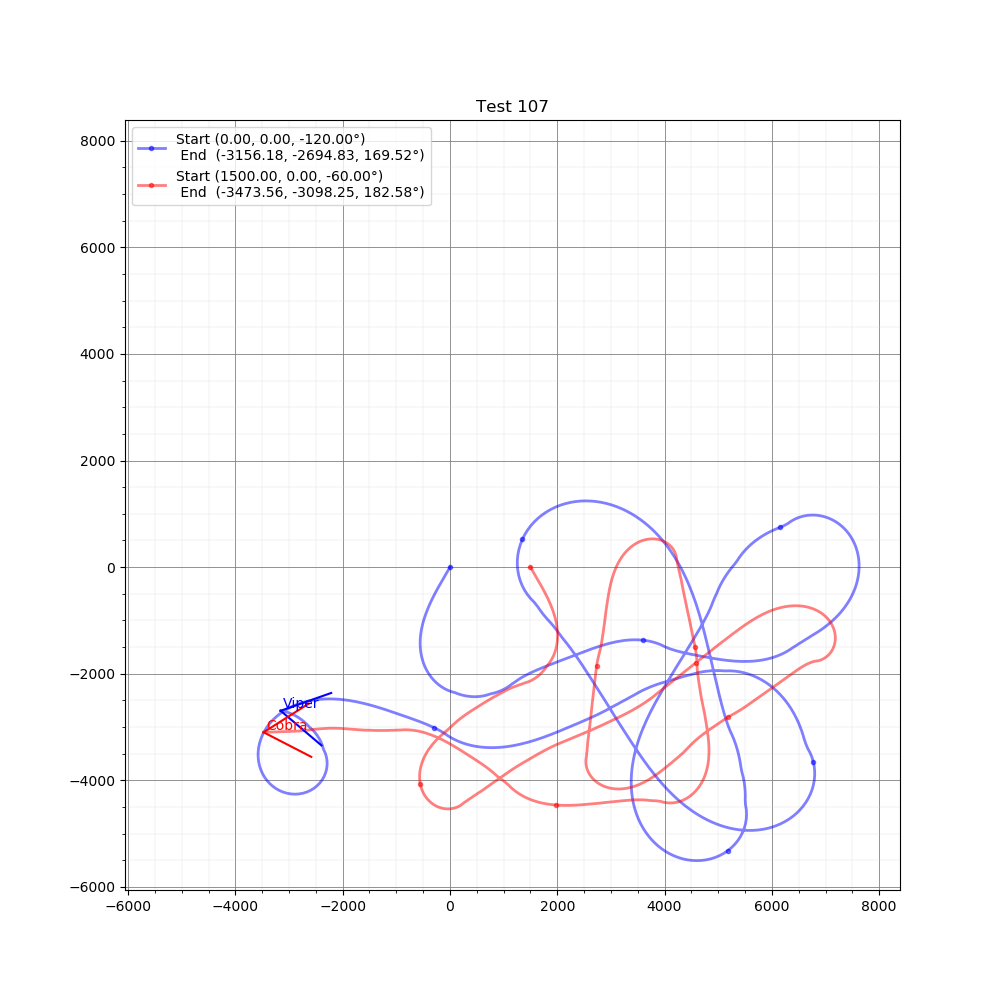 Test 107
Start (0.00, 0.00, -120.00°)
End (-3156.18, -2694.83, 169.52°)
Start (1500.00, 0.00, -60.00°)
End (-3473.56, -3098.25, 182.58°)
8000
6000
4000
2000
0
−2000
−4000
−6000
Viper
Cobra
−6000 −4000 −2000 0 2000 4000 6000 8000